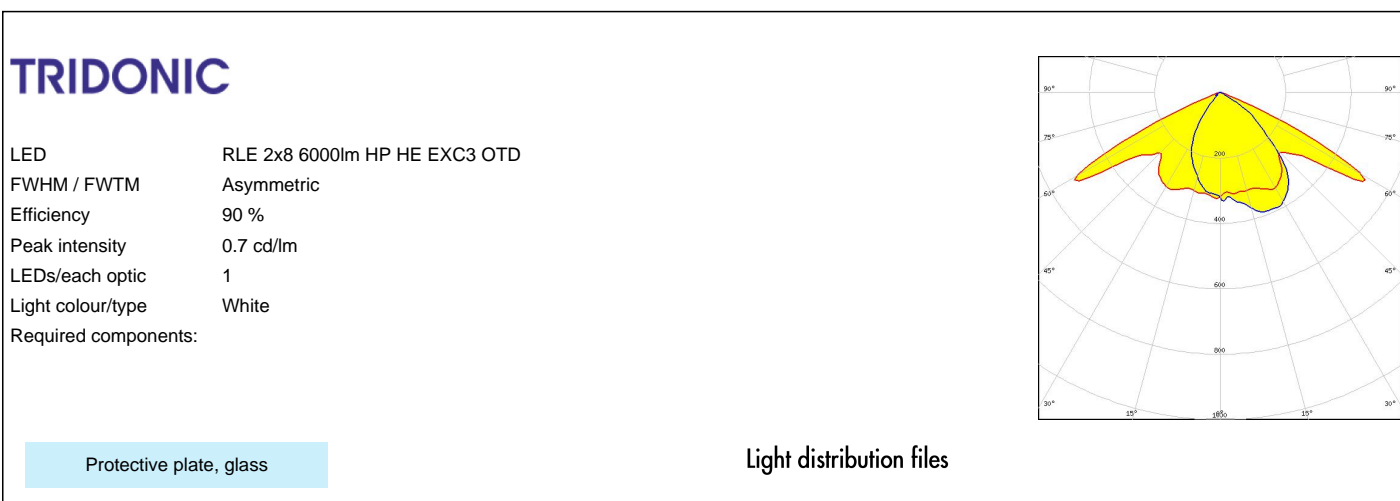 TRIDONIC
LED RLE 2x8 6000lm HP HE EXC3 OTD
FWHM / FWTM Asymmetric
Efficiency 90 %
Peak intensity 0.7 cd/lm
LEDs/each optic 1
Light colour/type White
Required components:
Protective plate, glass
Light distribution files
90° 90°
75° 75°
200
60° 60°
400
45° 45°
600
800
30° 30°
15° 15°